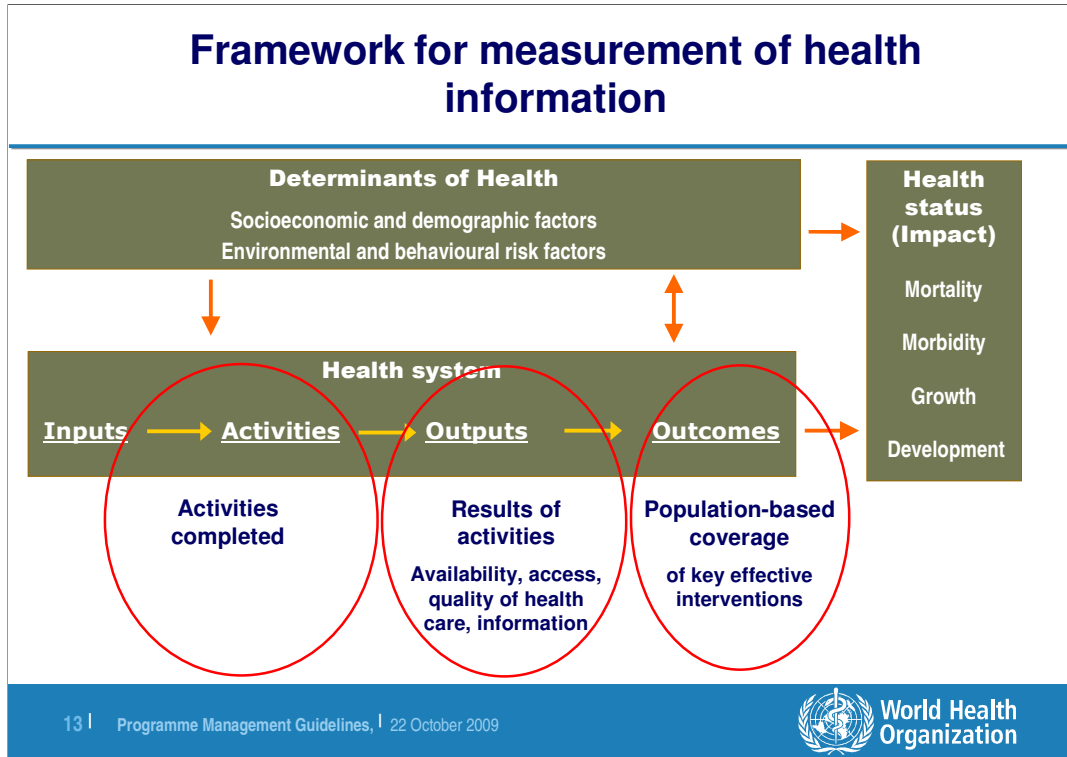 Framework for measurement of health
information
Determinants of Health
Socioeconomic and demographic factors
Environmental and behavioural risk factors
Health
status
(Impact)
Mortality
Morbidity
Growth
Development
Health system
Inputs
Activities
Outputs
Outcomes
Activities
completed
Results of
activities
Availability, access,
quality of health
care, information
Population-based
coverage
of key effective
interventions
13 | Programme Management Guidelines, | 22 October 2009
World Health
Organization